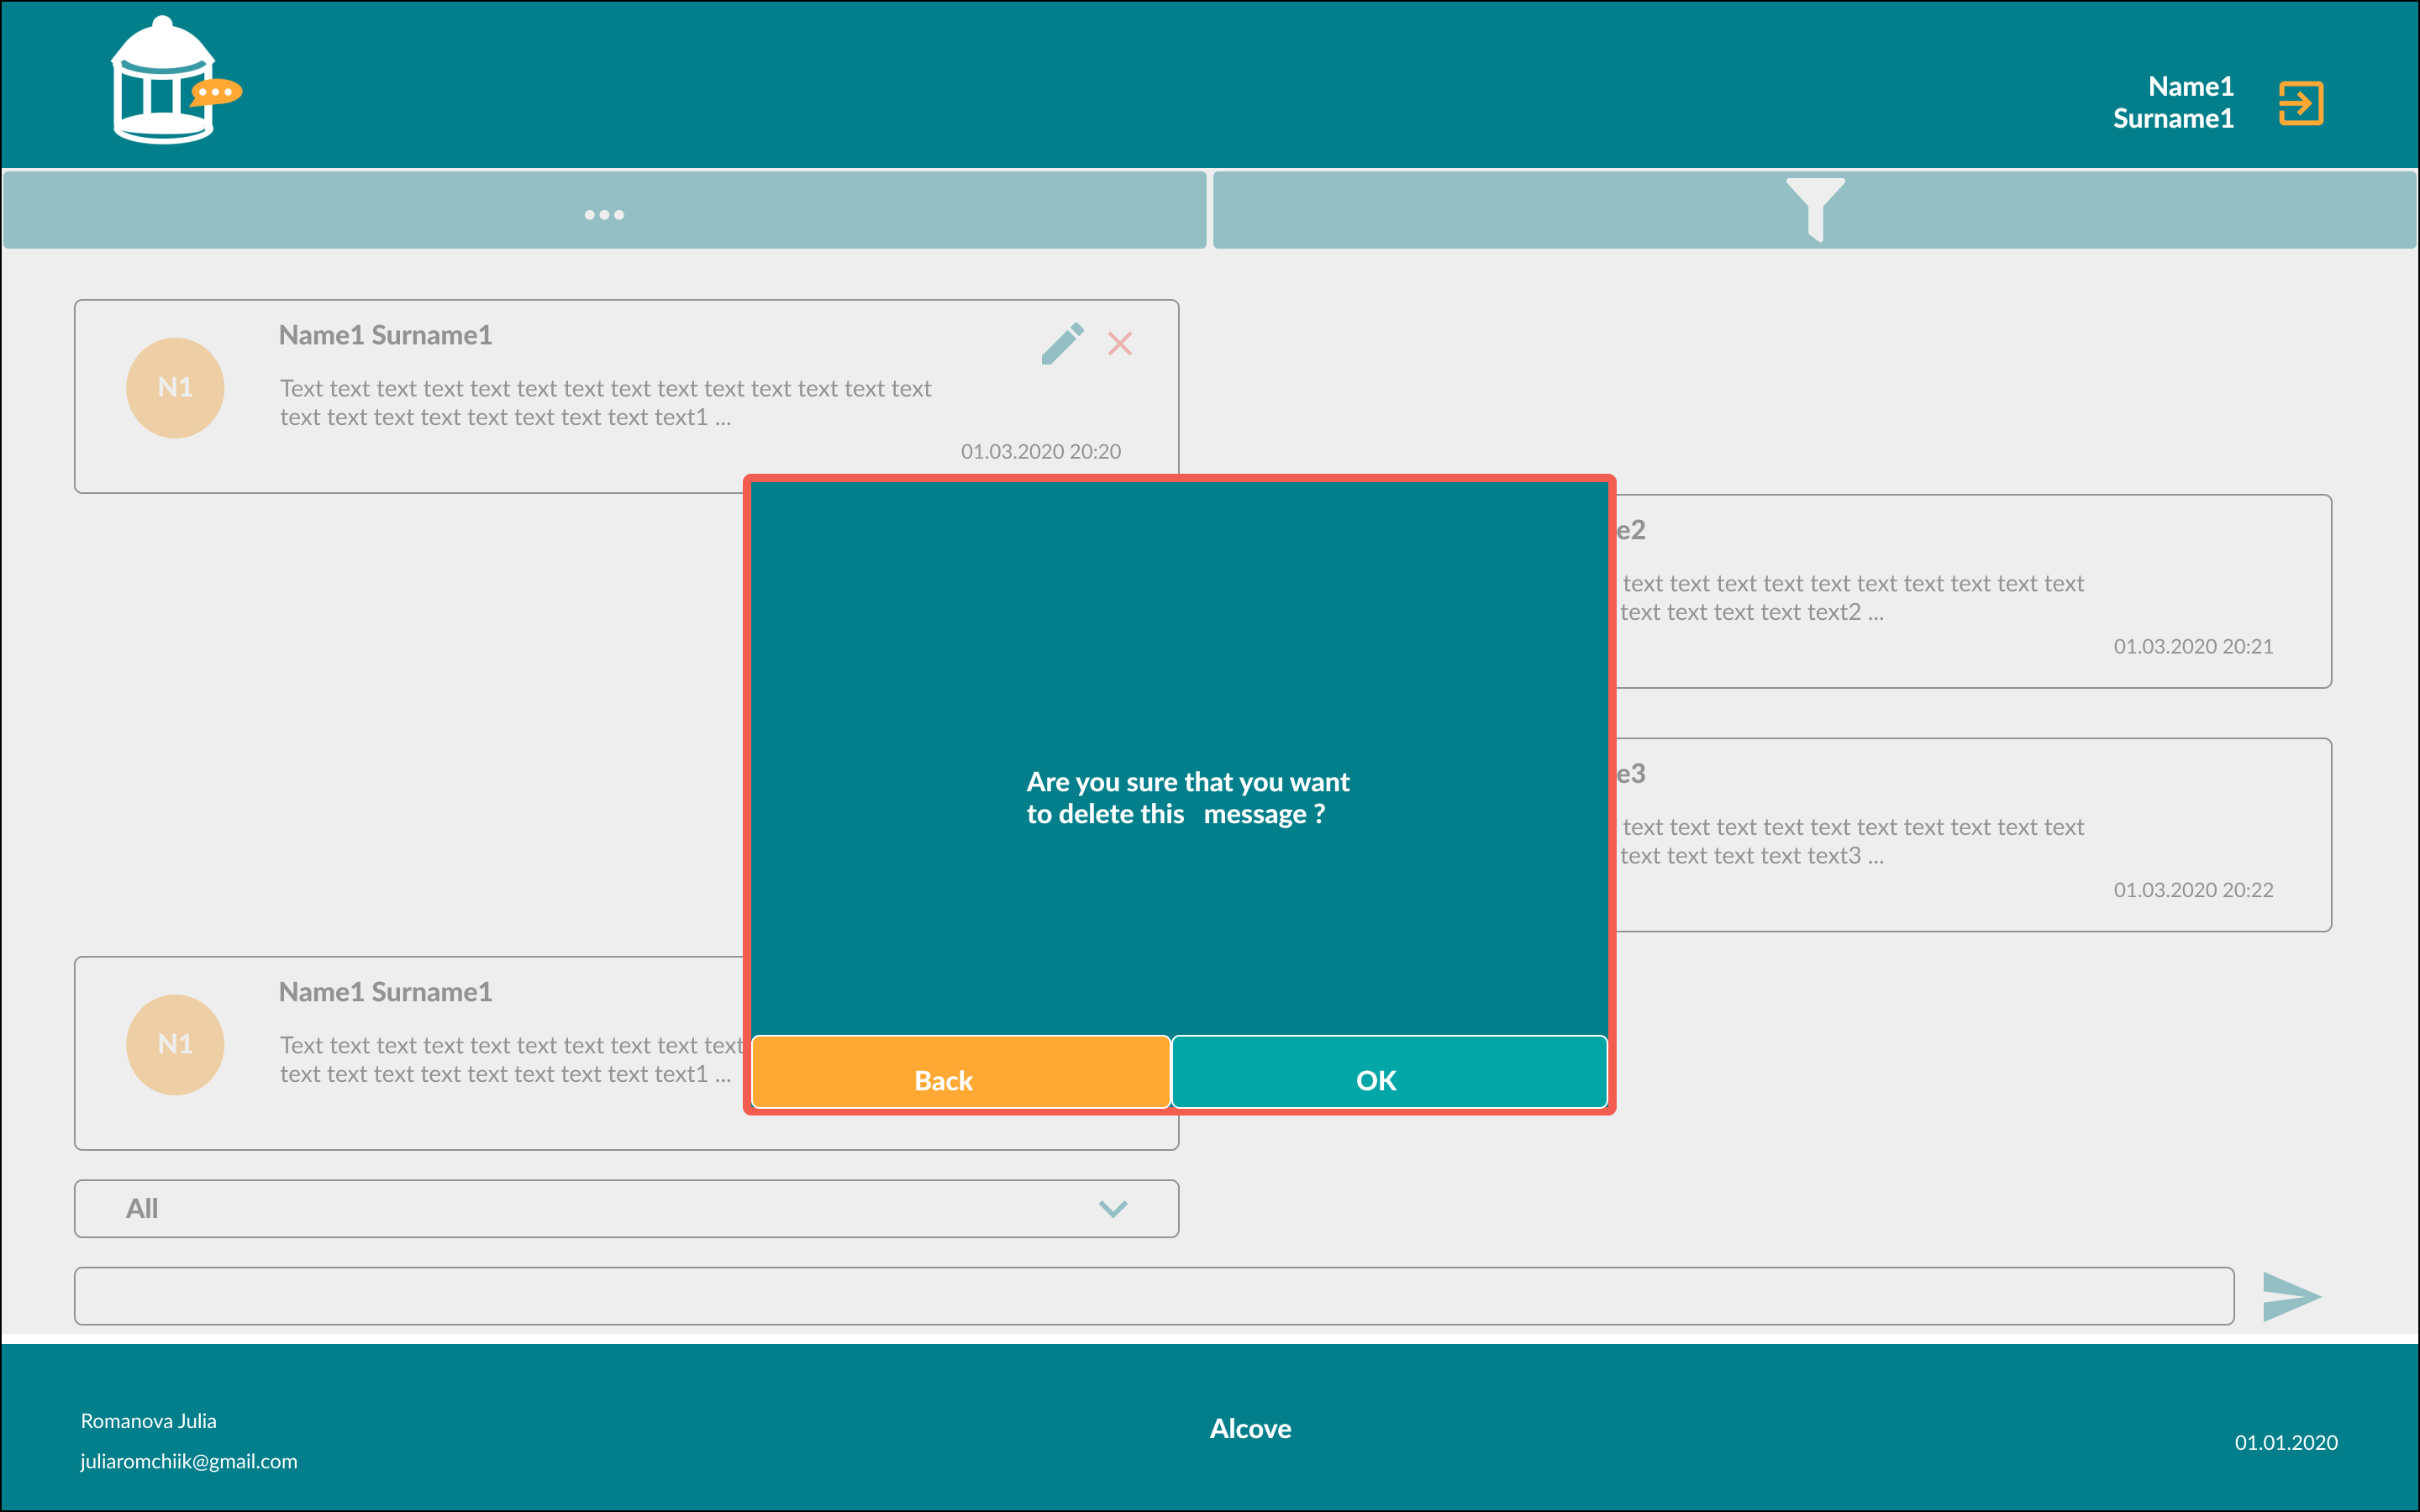 Name1
Surname1
Name1 Surname1
N1
Text text text text text text text text text text text text text text
text text text text text text text text text1 ...
01.03.2020 20:20
e2
text text text text text text text text text text
text text text text text2 ...
01.03.2020 20:21
Are you sure that you want
to delete this   message ?
e3
text text text text text text text text text text
text text text text text3 ...
01.03.2020 20:22
Name1 Surname1
N1
Text text text text text text text text text text
text text text text text text text text text1 ...
Back
OK
All
Romanova Julia
juliaromchiik@gmail.com
Alcove
01.01.2020